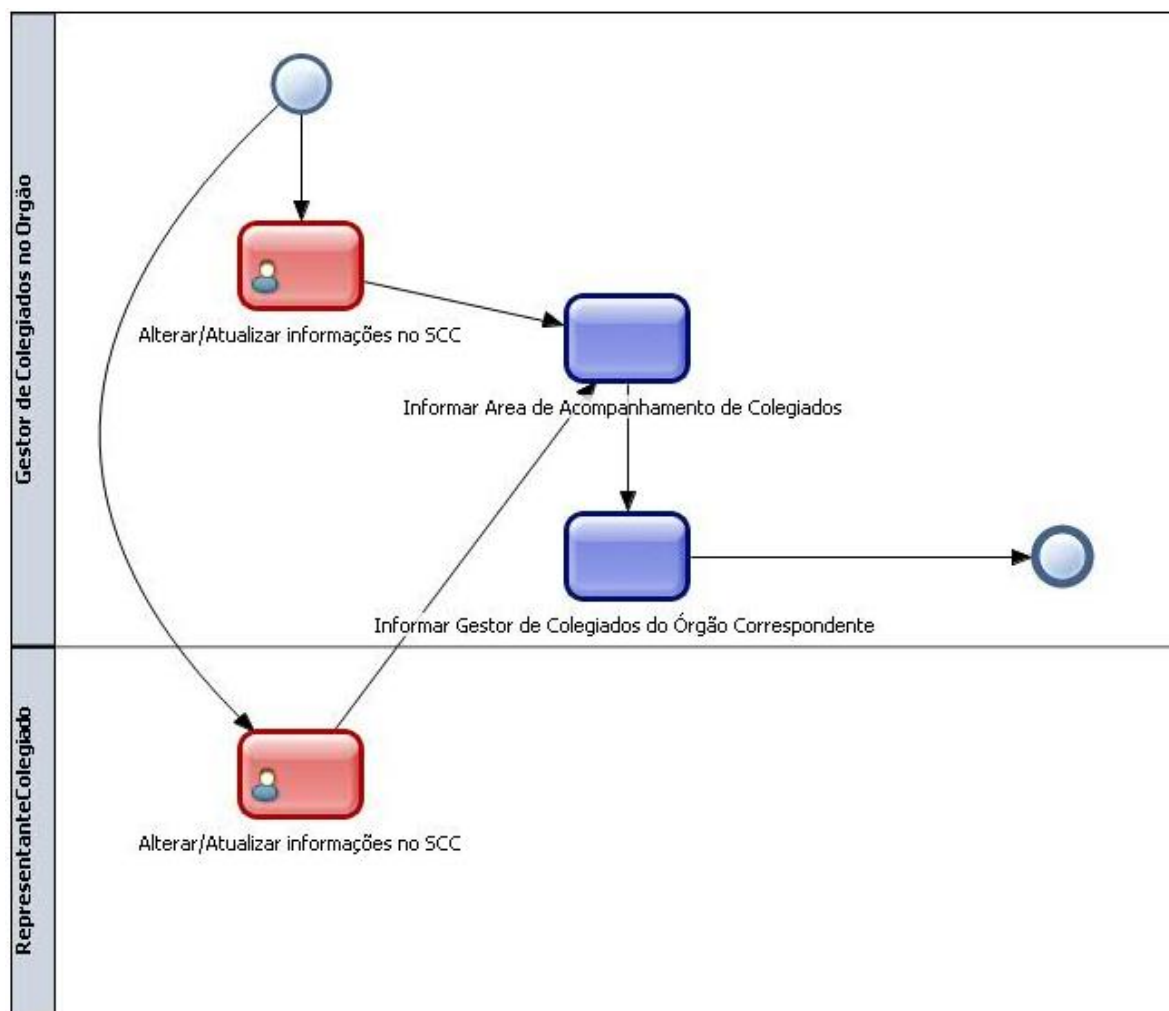 Gestor de Colegiados no Orgão
Alterar/Atualizar informações no SCC
Informar Area de Acompanhamento de Colegiados
Informar Gestor de Colegiados do Órgão Correspondente
RepresentanteColegiado
Alterar/Atualizar informações no SCC